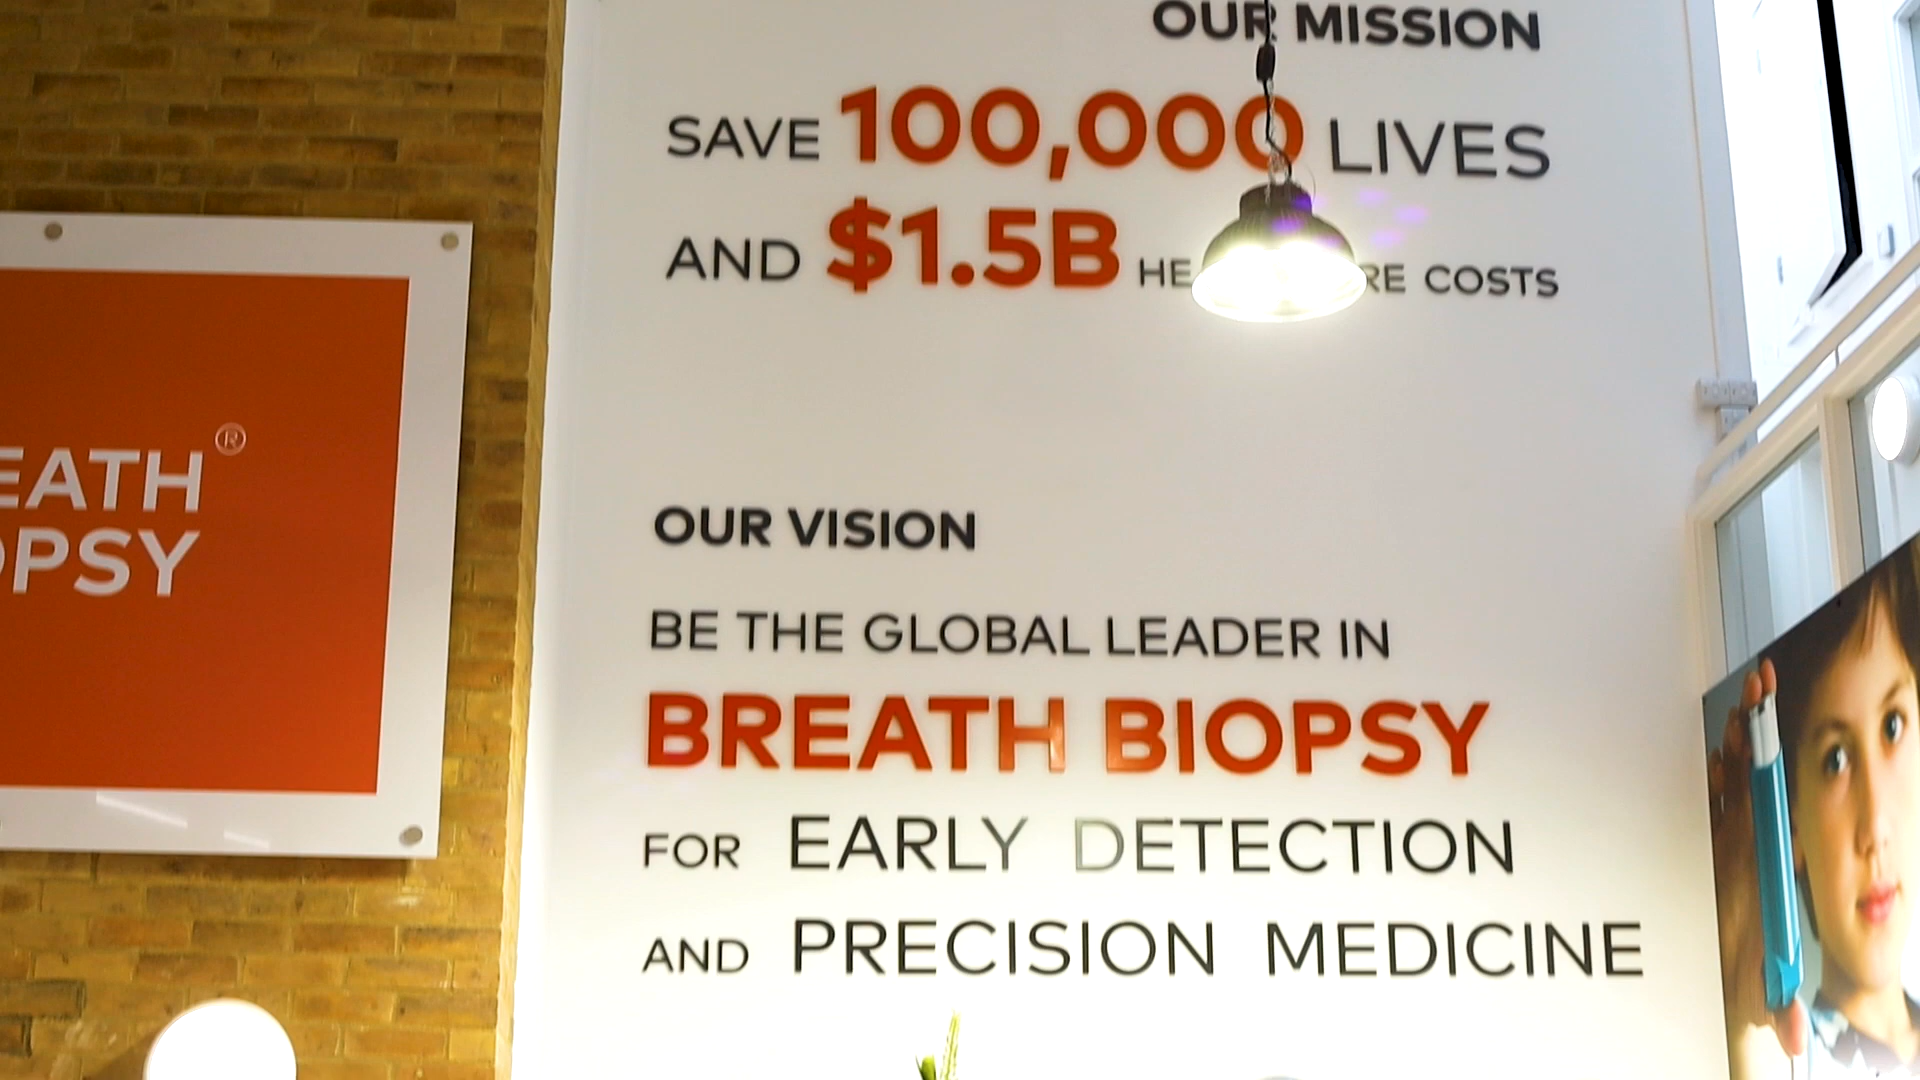 OUR MISSION
SAVE 100,000 LIVES
AND $1.5B COSTS
EATH®
OPSY
OUR VISION
BE THE GLOBAL LEADER IN
BREATH BIOPSY
FOR EARLY DETECTION
AND PRECISION MEDICINE